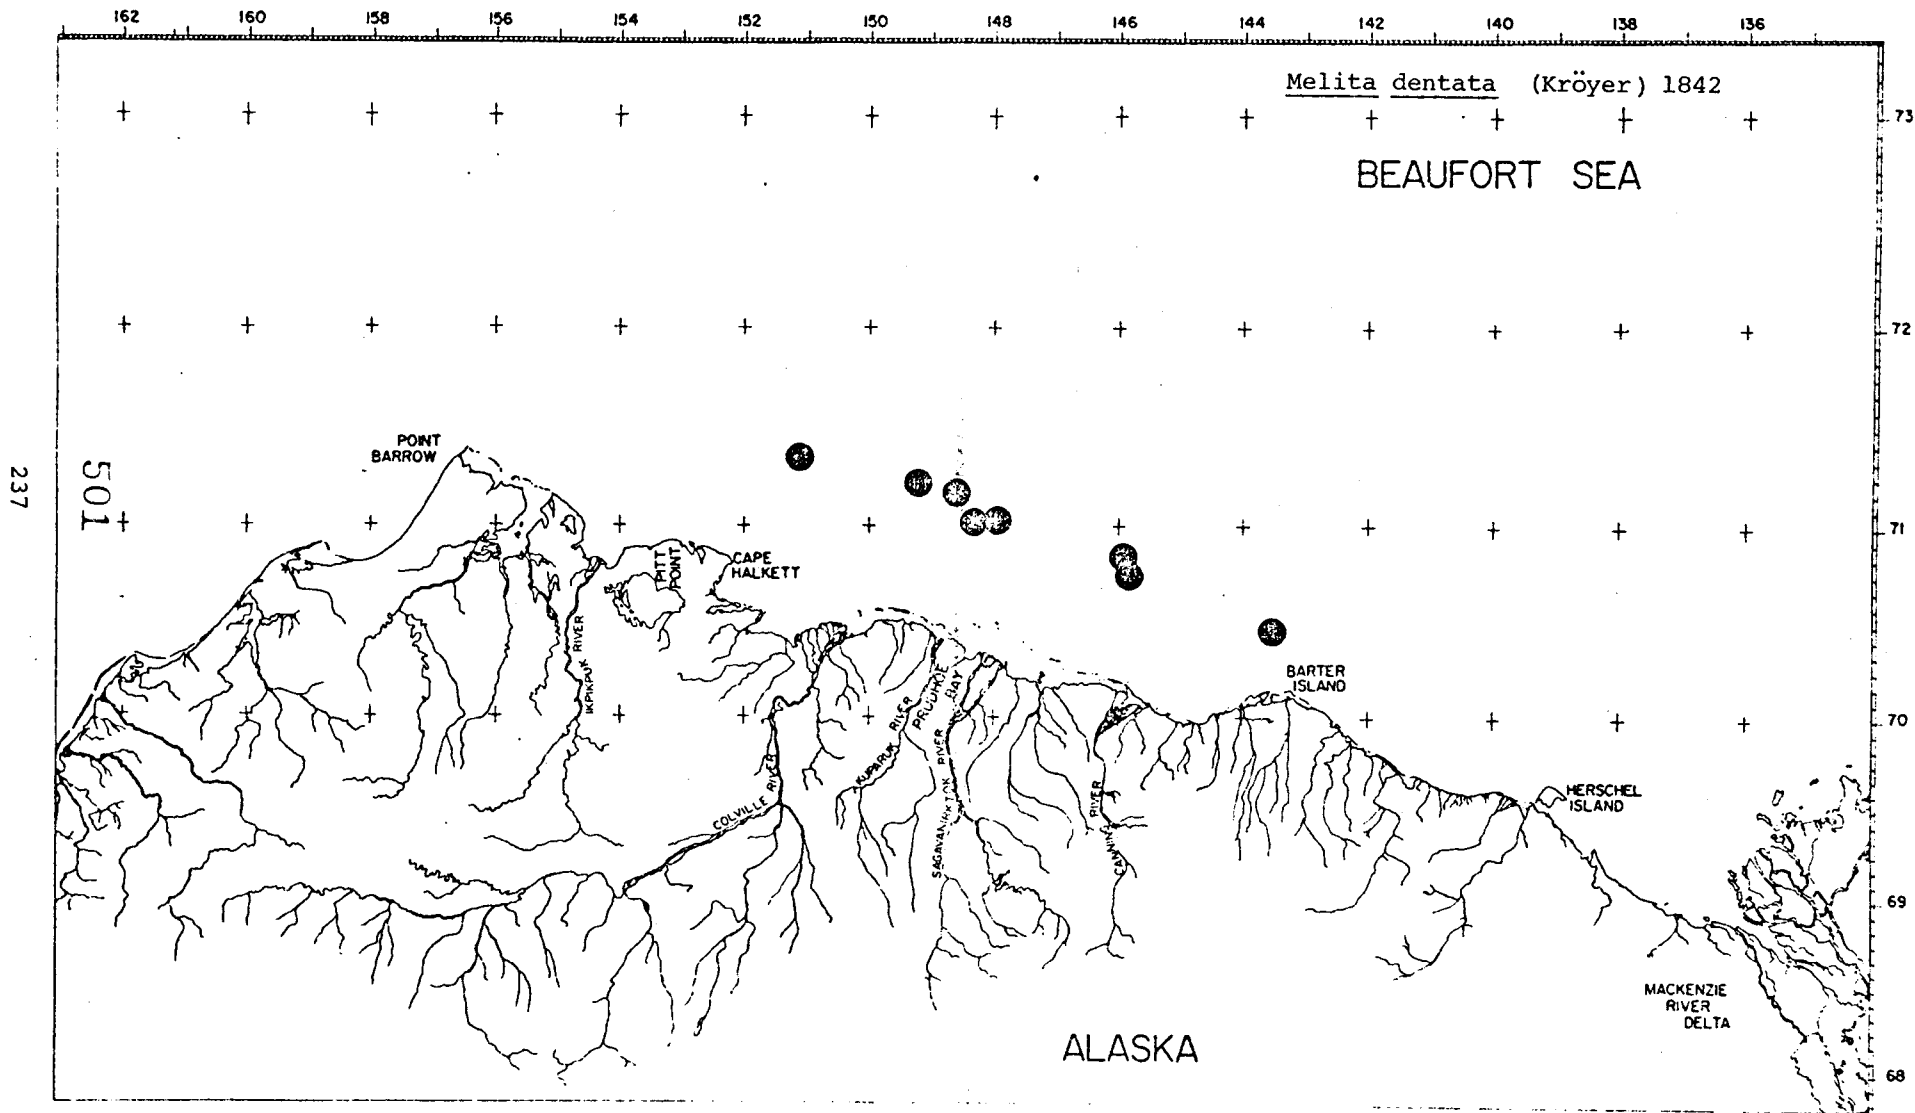 162 160 158 156 154 152 150 148 146 144 142 140 138 136
Melita dentata (Kröyer) 1842
73
BEAUFORT SEA
72
POINT
BARROW
237
501
71
PITT
POINT
CAPE
HALKETT
IKPIKPUK RIVER
BARTER
ISLAND
PRUDHOE
BAY
70
KUPARUK RIVER
COLVILLE RIVER
SAGAVANIRKTOK RIVER
CANNING RIVER
HERSCHEL
ISLAND
69
MACKENZIE
RIVER
DELTA
ALASKA
68